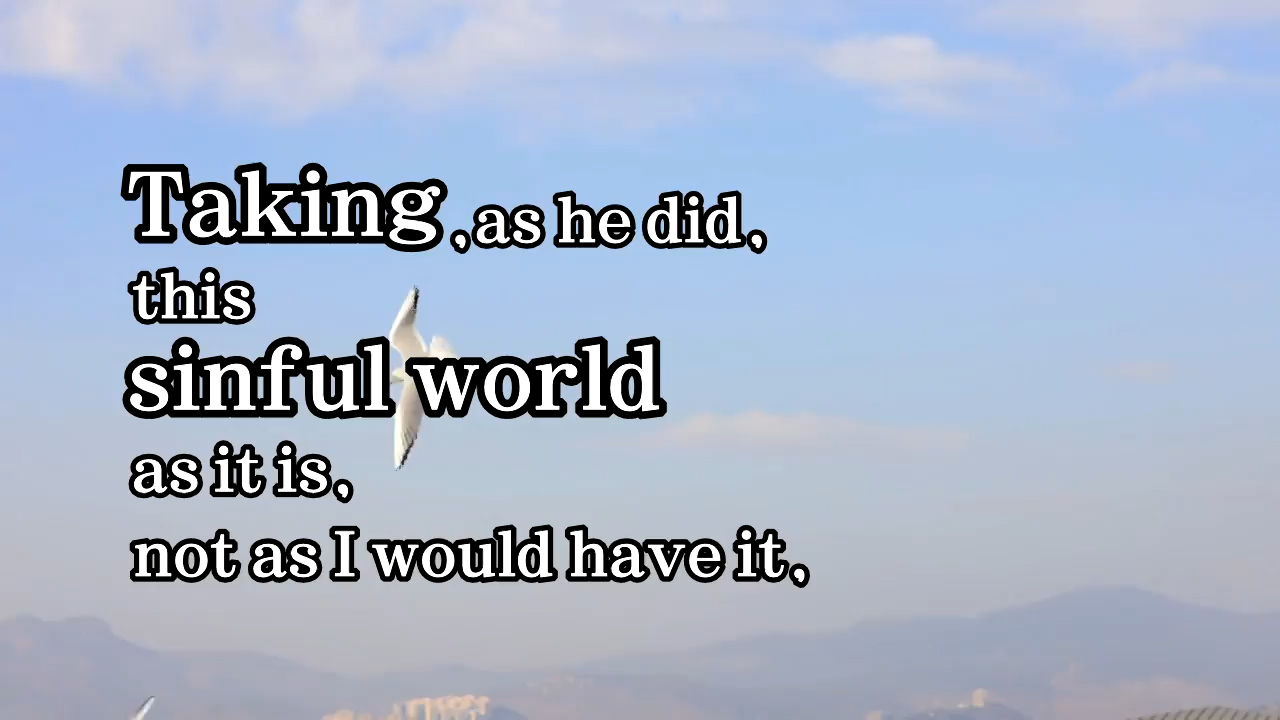 Taking, as he did,
this
sinful world
as it is,
not as I would have it,